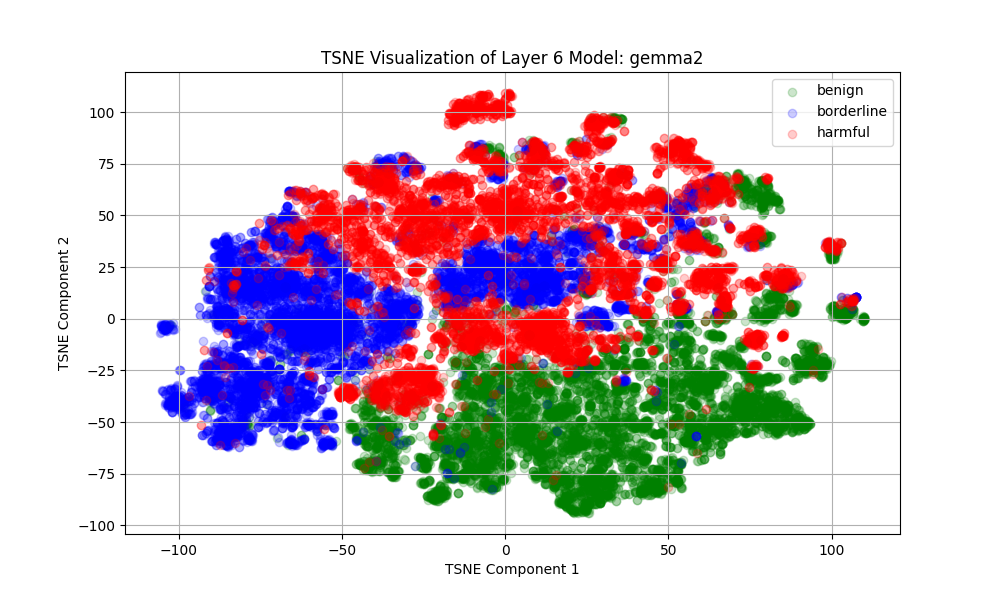 TSNE Visualization of Layer 6 Model: gemma2
benign
borderline
harmful
100
75
50
25
0
−25
−50
−75
−100
TSNE Component 2
−100
−50
0
50
100
TSNE Component 1